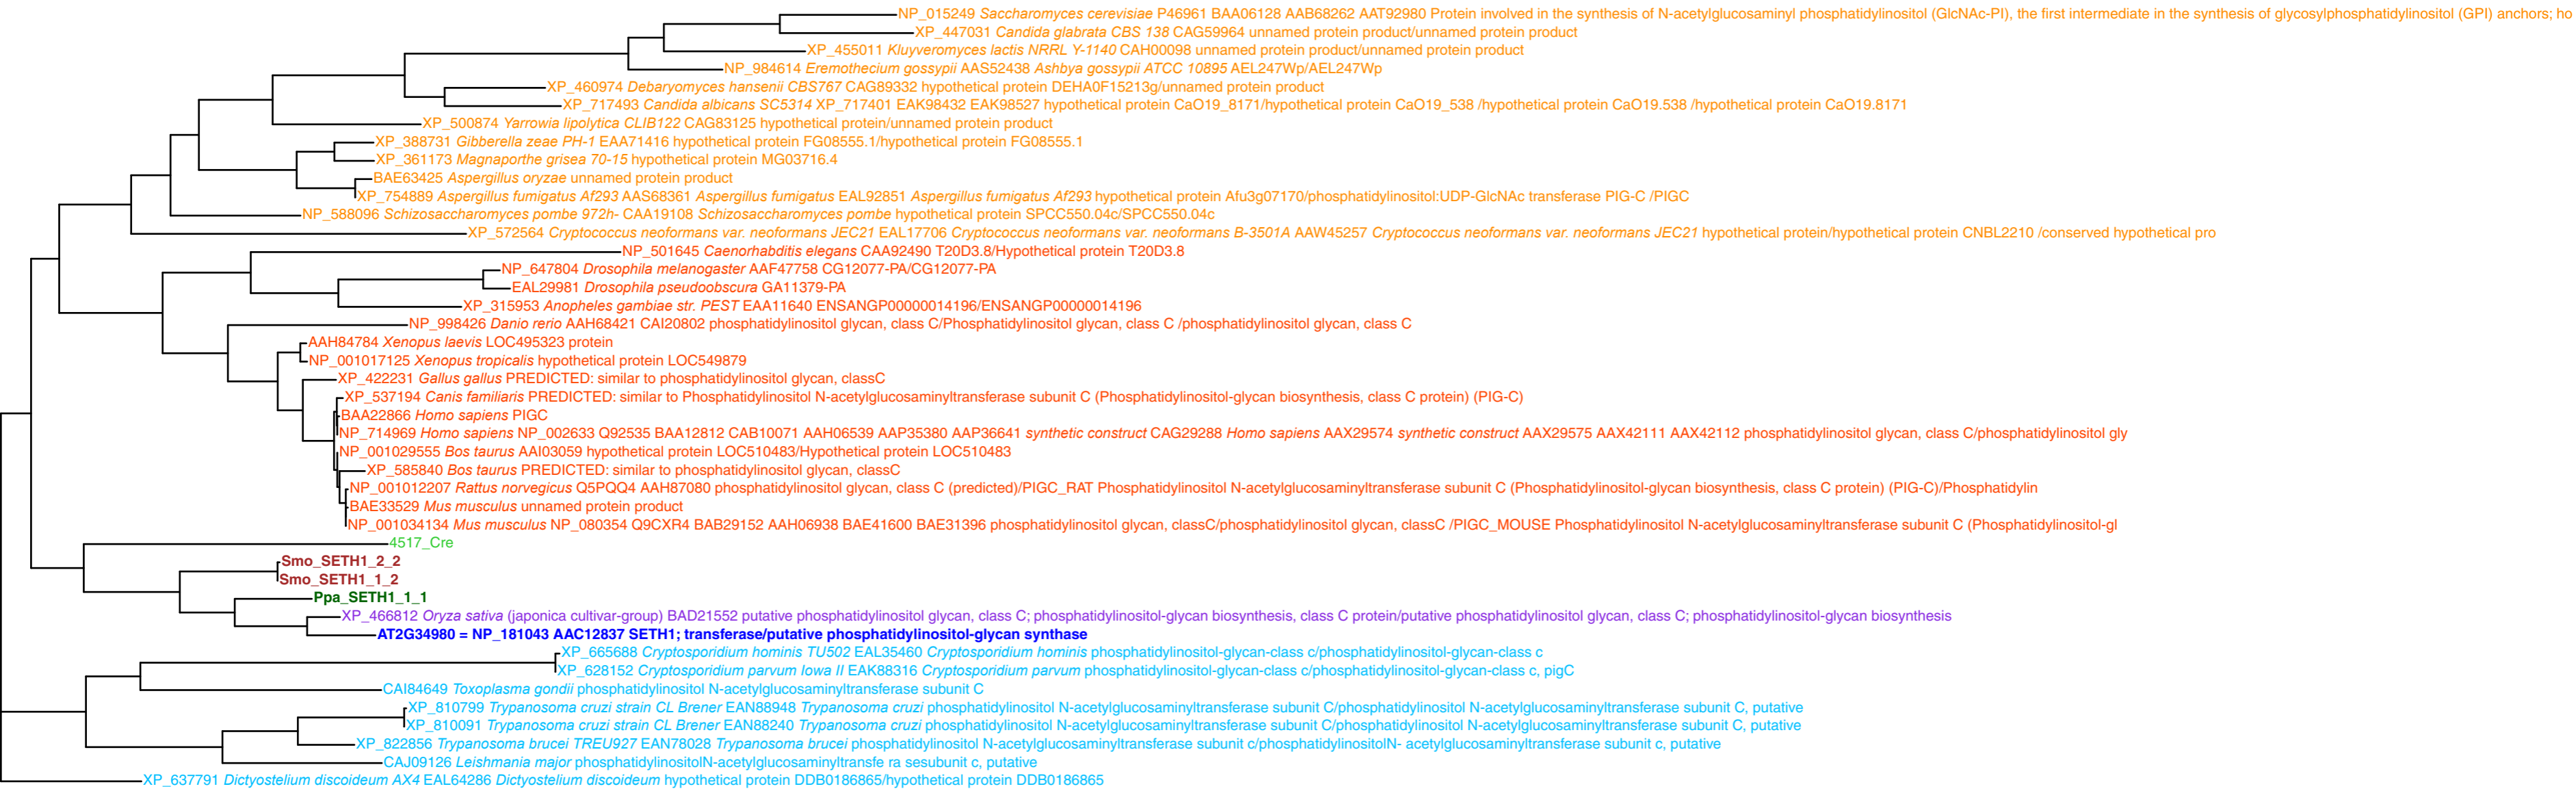 NP_015249 Saccharomyces cerevisiae P46961 BAA06128 AAB68262 AAT92980 Protein involved in the synthesis of N-acetylglucosaminyl phosphatidylinositol (GlcNAc-PI), the first intermediate in the synthesis of glycosylphosphatidylinositol (GPI) anchors; ho
XP_447031 Candida glabrata CBS 138 CAG59964 unnamed protein product/unnamed protein product
XP_455011 Kluyveromyces lactis NRRL Y-1140 CAH00098 unnamed protein product/unnamed protein product
NP_984614 Eremothecium gossypii AAS52438 Ashbya gossypii ATCC 10895 AEL247Wp/AEL247Wp
XP_460974 Debaryomyces hansenii CBS767 CAG89332 hypothetical protein DEHA0F15213g/unnamed protein product
XP_717493 Candida albicans SC5314 XP_717401 EAK98432 EAK98527 hypothetical protein CaO19_8171/hypothetical protein CaO19_538 /hypothetical protein CaO19.538 /hypothetical protein CaO19.8171
XP_500874 Yarrowia lipolytica CLIB122 CAG83125 hypothetical protein/unnamed protein product
XP_388731 Gibberella zeae PH-1 EAA71416 hypothetical protein FG08555.1/hypothetical protein FG08555.1
XP_361173 Magnaporthe grisea 70-15 hypothetical protein MG03716.4
BAE63425 Aspergillus oryzae unnamed protein product
XP_754889 Aspergillus fumigatus Af293 AAS68361 Aspergillus fumigatus EAL92851 Aspergillus fumigatus Af293 hypothetical protein Afu3g07170/phosphatidylinositol:UDP-GlcNAc transferase PIG-C /PIGC
NP_588096 Schizosaccharomyces pombe 972h- CAA19108 Schizosaccharomyces pombe hypothetical protein SPCC550.04c/SPCC550.04c
XP_572564 Cryptococcus neoformans var. neoformans JEC21 EAL17706 Cryptococcus neoformans var. neoformans B-3501A AAW45257 Cryptococcus neoformans var. neoformans JEC21 hypothetical protein/hypothetical protein CNBL2210 /conserved hypothetical pro
NP_501645 Caenorhabditis elegans CAA92490 T20D3.8/Hypothetical protein T20D3.8
NP_647804 Drosophila melanogaster AAF47758 CG12077-PA/CG12077-PA
EAL29981 Drosophila pseudoobscura GA11379-PA
XP_315953 Anopheles gambiae str. PEST EAA11640 ENSANGP00000014196/ENSANGP00000014196
NP_998426 Danio rerio AAH68421 CAI20802 phosphatidylinositol glycan, class C/Phosphatidylinositol glycan, class C /phosphatidylinositol glycan, class C
AAH84784 Xenopus laevis LOC495323 protein
NP_001017125 Xenopus tropicalis hypothetical protein LOC549879
XP_422231 Gallus gallus PREDICTED: similar to phosphatidylinositol glycan, classC
XP_537194 Canis familiaris PREDICTED: similar to Phosphatidylinositol N-acetylglucosaminyltransferase subunit C (Phosphatidylinositol-glycan biosynthesis, class C protein) (PIG-C)
BAA22866 Homo sapiens PIGC
NP_714969 Homo sapiens NP_002633 Q92535 BAA12812 CAB10071 AAH06539 AAP35380 AAP36641 synthetic construct CAG29288 Homo sapiens AAX29574 synthetic construct AAX29575 AAX42111 AAX42112 phosphatidylinositol glycan, class C/phosphatidylinositol gly
NP_001029555 Bos taurus AAI03059 hypothetical protein LOC510483/Hypothetical protein LOC510483
XP_585840 Bos taurus PREDICTED: similar to phosphatidylinositol glycan, classC
NP_001012207 Rattus norvegicus Q5PQQ4 AAH87080 phosphatidylinositol glycan, class C (predicted)/PIGC_RAT Phosphatidylinositol N-acetylglucosaminyltransferase subunit C (Phosphatidylinositol-glycan biosynthesis, class C protein) (PIG-C)/Phosphatidylin
BAE33529 Mus musculus unnamed protein product
NP_001034134 Mus musculus NP_080354 Q9CXR4 BAB29152 AAH06938 BAE41600 BAE31396 phosphatidylinositol glycan, classC/phosphatidylinositol glycan, classC /PIGC_MOUSE Phosphatidylinositol N-acetylglucosaminyltransferase subunit C (Phosphatidylinositol-gl
4517_Cre
Smo_SETH1_2_2
Smo_SETH1_1_2
Ppa_SETH1_1_1
XP_466812 Oryza sativa (japonica cultivar-group) BAD21552 putative phosphatidylinositol glycan, class C; phosphatidylinositol-glycan biosynthesis, class C protein/putative phosphatidylinositol glycan, class C; phosphatidylinositol-glycan biosynthesis
AT2G34980 = NP_181043 AAC12837 SETH1; transferase/putative phosphatidylinositol-glycan synthase
XP_665688 Cryptosporidium hominis TU502 EAL35460 Cryptosporidium hominis phosphatidylinositol-glycan-class c/phosphatidylinositol-glycan-class c
XP_628152 Cryptosporidium parvum Iowa II EAK88316 Cryptosporidium parvum phosphatidylinositol-glycan-class c/phosphatidylinositol-glycan-class c, pigC
CAI84649 Toxoplasma gondii phosphatidylinositol N-acetylglucosaminyltransferase subunit C
XP_810799 Trypanosoma cruzi strain CL Brener EAN88948 Trypanosoma cruzi phosphatidylinositol N-acetylglucosaminyltransferase subunit C/phosphatidylinositol N-acetylglucosaminyltransferase subunit C, putative
XP_810091 Trypanosoma cruzi strain CL Brener EAN88240 Trypanosoma cruzi phosphatidylinositol N-acetylglucosaminyltransferase subunit C/phosphatidylinositol N-acetylglucosaminyltransferase subunit C, putative
XP_822856 Trypanosoma brucei TREU927 EAN78028 Trypanosoma brucei phosphatidylinositol N-acetylglucosaminyltransferase subunit c/phosphatidylinositolN- acetylglucosaminyltransferase subunit c, putative
CAJ09126 Leishmania major phosphatidylinositolN-acetylglucosaminyltransfe ra sesubunit c, putative
XP_637791 Dictyostelium discoideum AX4 EAL64286 Dictyostelium discoideum hypothetical protein DDB0186865/hypothetical protein DDB0186865